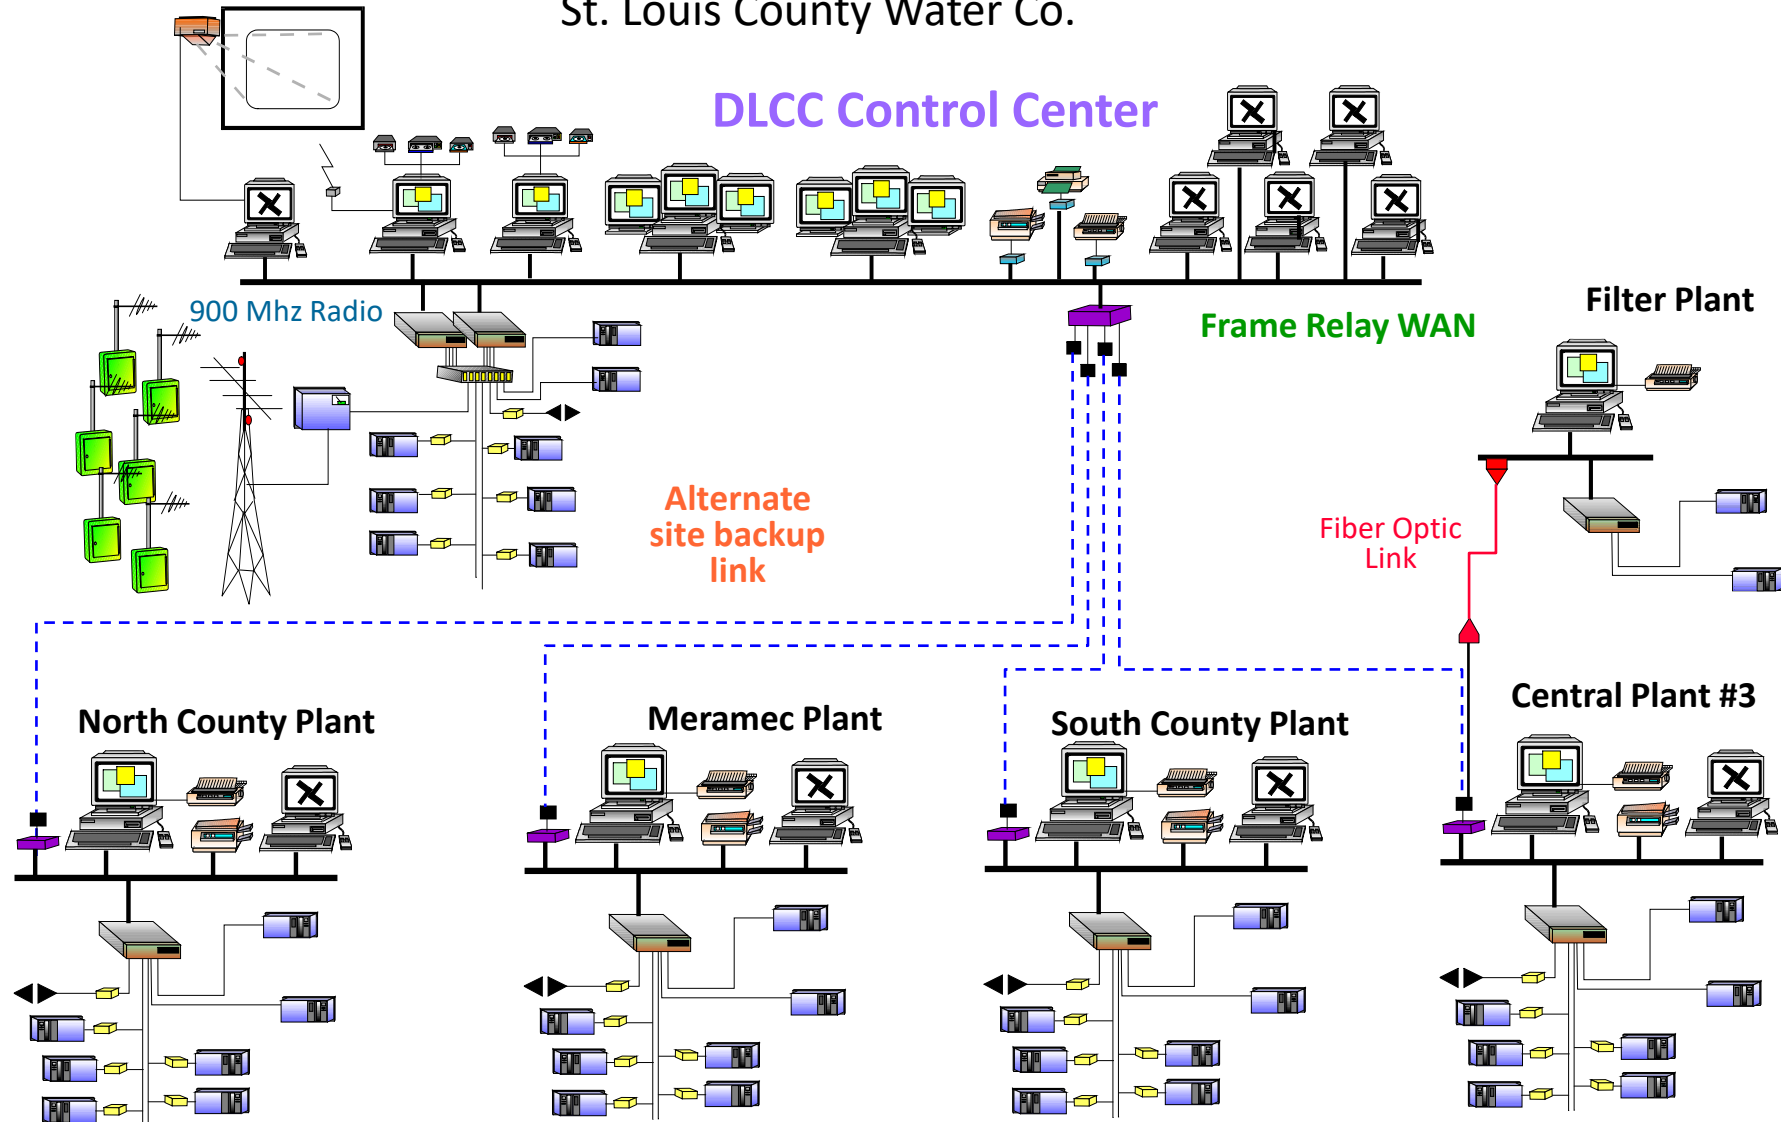 St. Louis County Water Co.
DLCC Control Center
900 Mhz Radio
Frame Relay WAN
Filter Plant
Alternate
site backup
link
Fiber Optic
Link
North County Plant
Meramec Plant
South County Plant
Central Plant #3